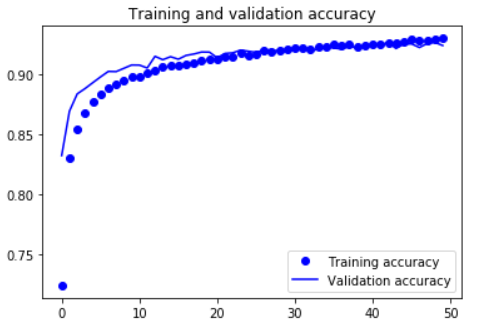 Training and validation accuracy
0.90
0.85
0.80
0.75
Training accuracy
Validation accuracy
0 10 20 30 40 50